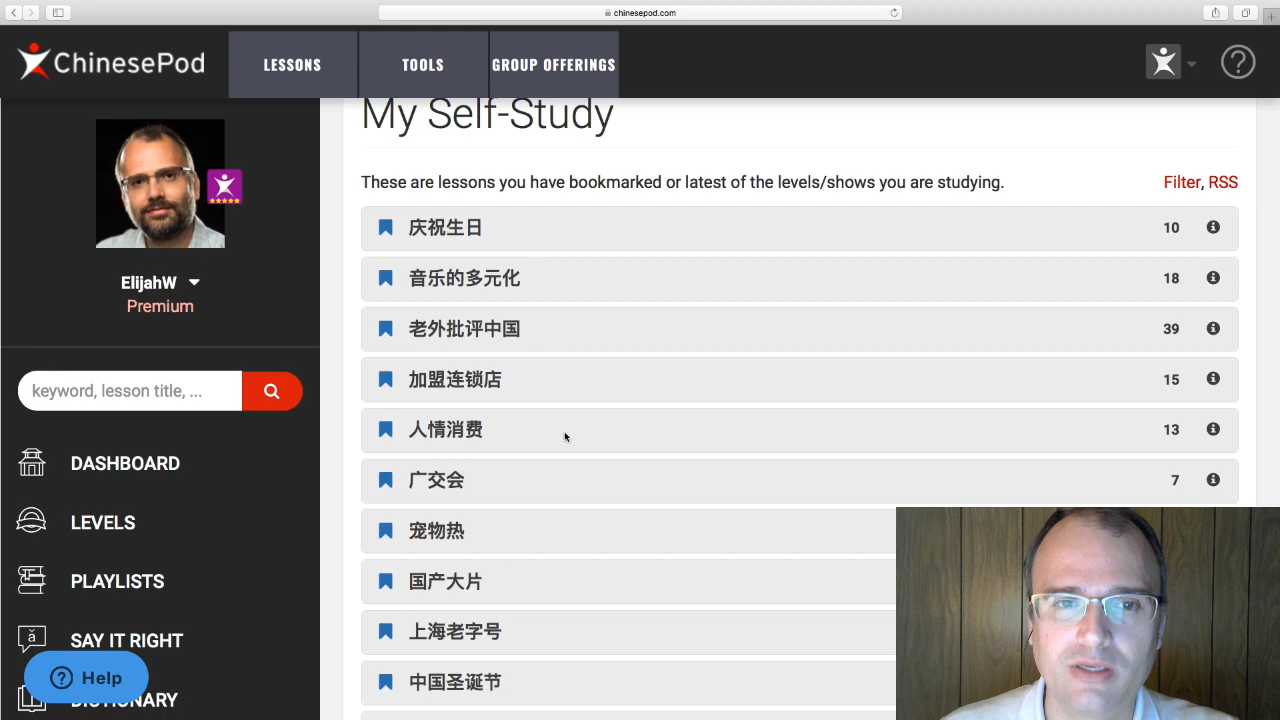 chinesepod.com
ChinesePod
LESSONS
TOOLS
GROUP OFFERINGS
ElijahW
Premium
keyword, lesson title, ...
DASHBOARD
LEVELS
PLAYLISTS
ǎ
SAY IT RIGHT
DICTIONARY
? Help
My Self-Study
These are lessons you have bookmarked or latest of the levels/shows you are studying.
Filter, RSS
庆祝生日 10
音乐的多元化 18
老外批评中国 39
加盟连锁店 15
人情消费 13
广交会 7
宠物热
国产大片
上海老字号
中国圣诞节